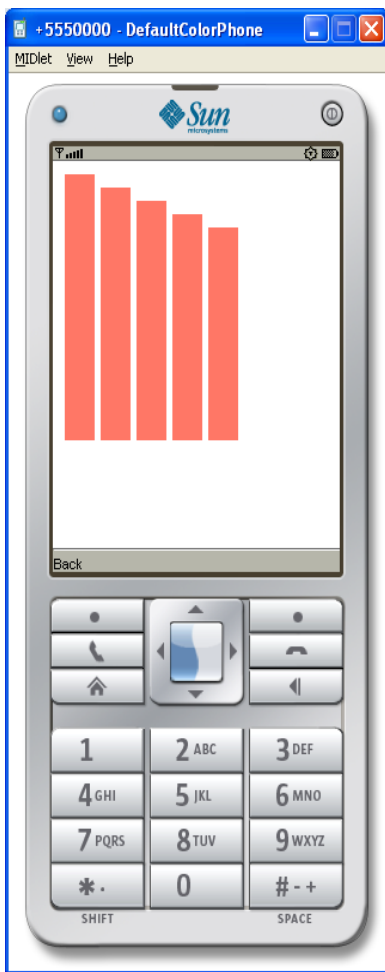 +5550000 - DefaultColorPhone
MIDlet View Help
Sun
microsystems
Back
1 2 ABC 3 DEF
4 GHI 5 JKL 6 MNO
7 PQRS 8 TUV 9 WXYZ
* . 0 # - +
SHIFT SPACE